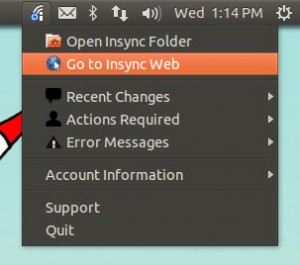 Wed 1:14 PM
Open Insync Folder
Go to Insync Web
Recent Changes
Actions Required
Error Messages
Account Information
Support
Quit